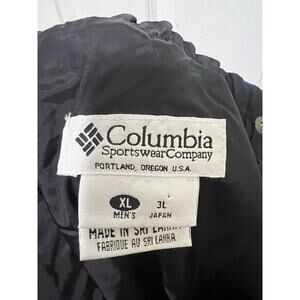 Columbia
Sportswear Company
PORTLAND, OREGON U.S.A.
XL 3L
MEN'S JAPAN
MADE IN SRI LANKA
FABRIQUE AU SRI LANKA